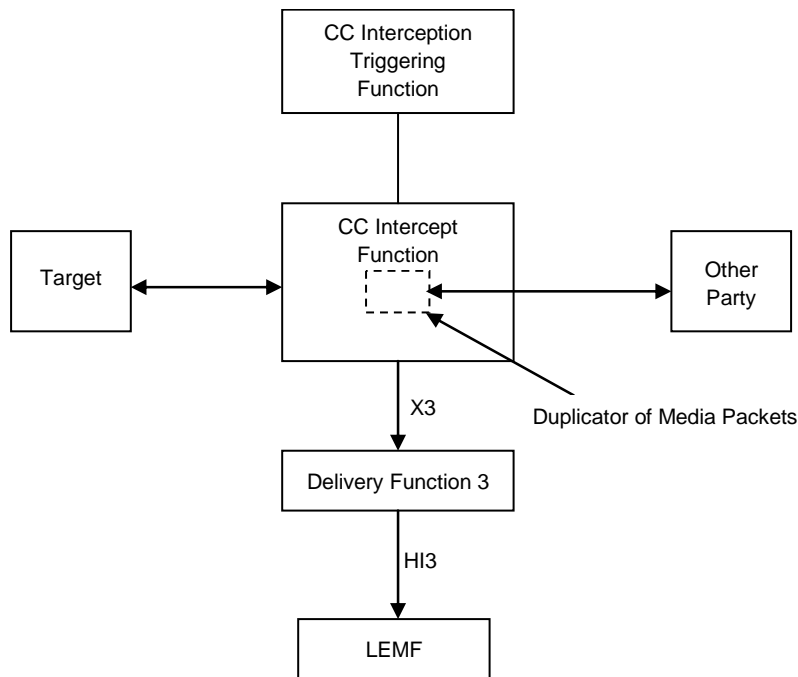 CC Interception
Triggering
Function
CC Intercept
Function
Target
Other
Party
X3
Duplicator of Media Packets
Delivery Function 3
HI3
LEMF